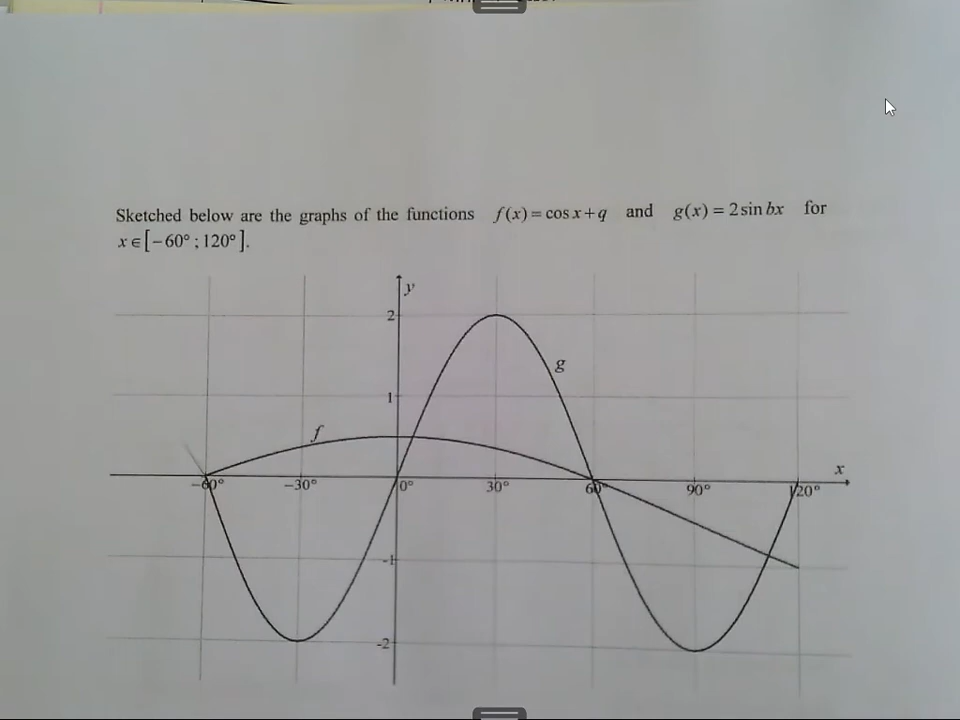 Sketched below are the graphs of the functions f(x) = cos x + q and g(x) = 2 sin bx for
x ∈ [−60° ; 120°].
y
2
g
1
f
x
−60° −30° 0° 30° 60° 90° 120°
-1
-2